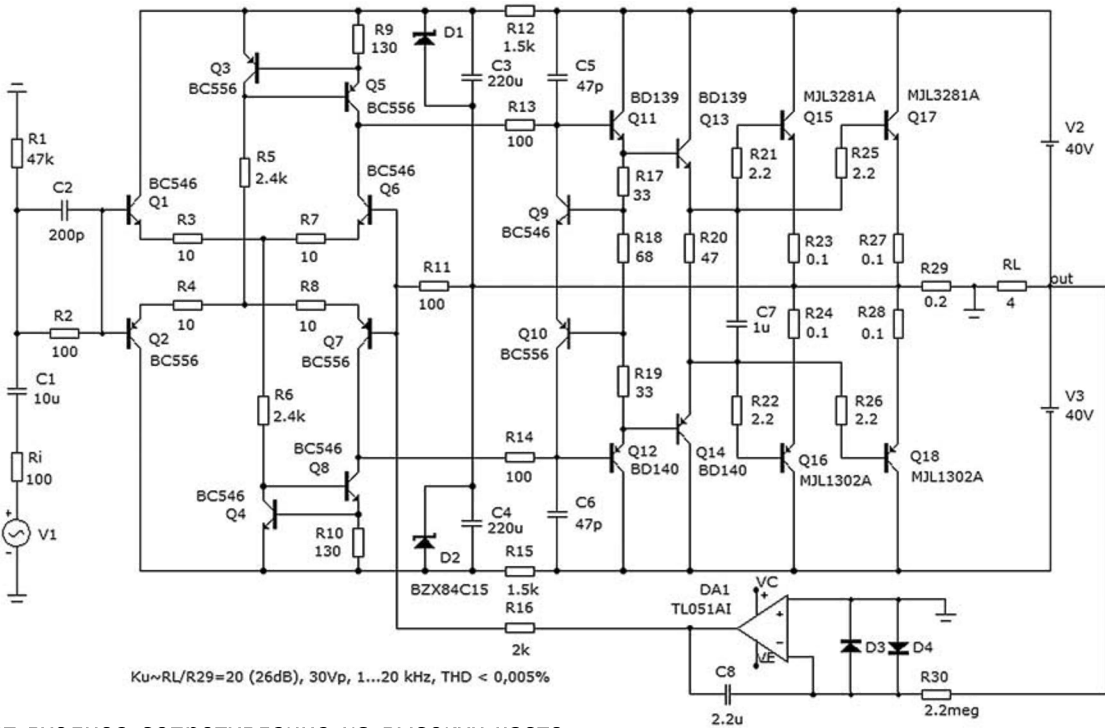 R9
130
D1
R12
1.5k
Q3
BC556
Q5
BC556
C3
220u
C5
47p
BD139
Q11
BD139
Q13
MJL3281A
Q15
MJL3281A
Q17
R1
47k
R13
100
V2
40V
C2
200p
BC546
Q1
R5
2.4k
BC546
Q6
R21
2.2
R25
2.2
R17
33
Q9
BC546
R3
10
R7
10
R18
68
R20
47
R23
0.1
R27
0.1
R11
100
R29
0.2
RL
4
out
R4
10
R8
10
R2
100
Q2
BC556
Q7
BC556
Q10
BC556
C7
1u
R24
0.1
R28
0.1
C1
10u
R6
2.4k
R19
33
R22
2.2
R26
2.2
V3
40V
Ri
100
BC546
Q8
R14
100
Q12
BD140
Q14
BD140
Q16
MJL1302A
Q18
MJL1302A
BC546
Q4
+
V1
-
R10
130
C4
220u
C6
47p
D2
BZX84C15
R15
1.5k
R16
2k
DA1
TL051AI
VC
+
+
-
VE
D3
D4
C8
2.2u
R30
2.2meg
Ku~RL/R29=20 (26dB), 30Vp, 1...20 kHz, THD < 0,005%